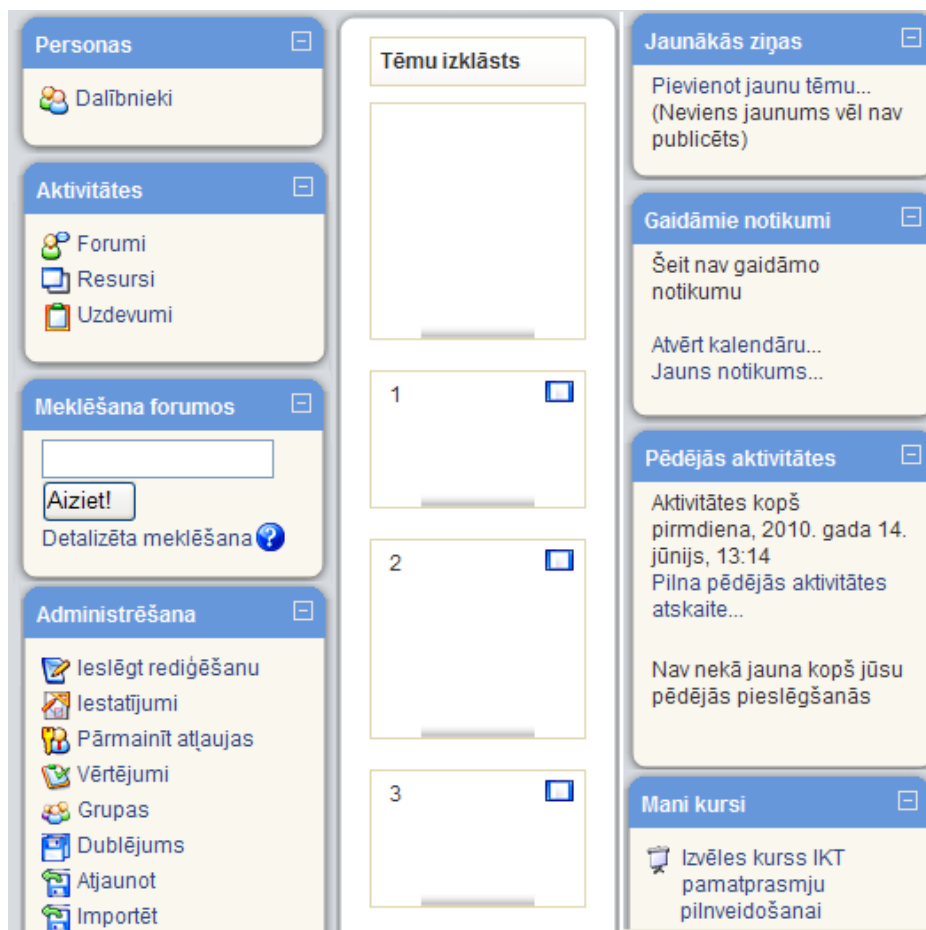 Personas
Dalībnieki
Aktivitātes
Forumi
Resursi
Uzdevumi
Meklēšana forumos
Aiziet!
Detalizēta meklēšana
Administrēšana
Ieslēgt rediģēšanu
Iestatījumi
Pārmainīt atļaujas
Vērtējumi
Grupas
Dublējums
Atjaunot
Importēt
Tēmu izklāsts
1
2
3
Jaunākās ziņas
Pievienot jaunu tēmu...
(Neviens jaunums vēl nav
publicēts)
Gaidāmie notikumi
Šeit nav gaidāmo
notikumu
Atvērt kalendāru...
Jauns notikums...
Pēdējās aktivitātes
Aktivitātes kopš
pirmdiena, 2010. gada 14.
jūnijs, 13:14
Pilna pēdējās aktivitātes
atskaite...
Nav nekā jauna kopš jūsu
pēdējās pieslēgšanās
Mani kursi
Izvēles kurss IKT
pamatprasmju
pilnveidošanai